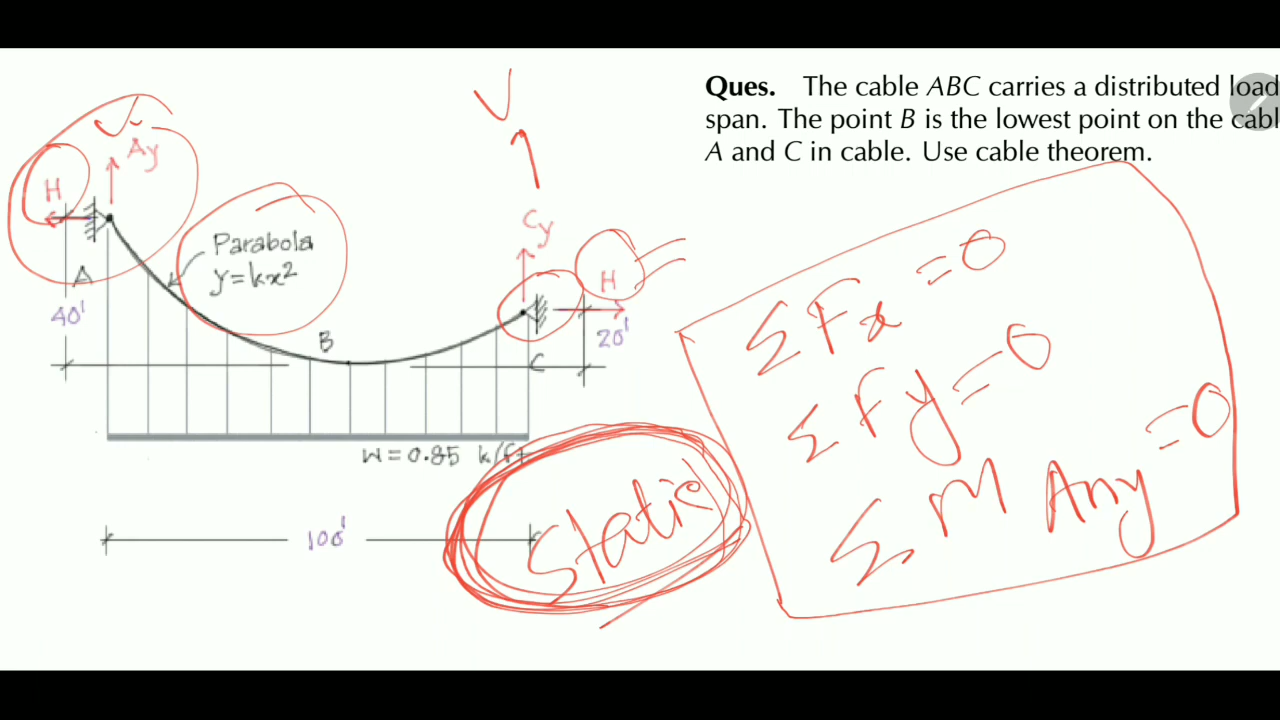 Ques. The cable ABC carries a distributed load
span. The point B is the lowest point on the cabl
A and C in cable. Use cable theorem.
H
Ay
Parabola
y=kx²
A
40'
B
Cy
H
20'
C
W=0.85 k/ft
100'
ΣFx=0
ΣFy=0
ΣM Any=0
Static